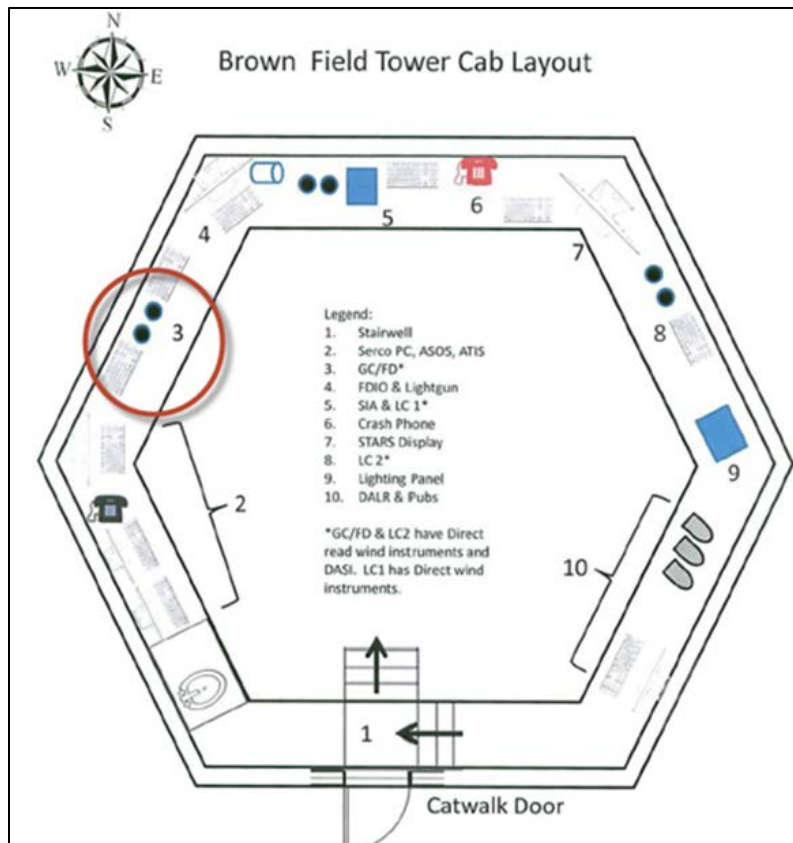 N
W E
S
Brown Field Tower Cab Layout
5
6
4
7
3
8
Legend:
1. Stairwell
2. Serco PC, ASOS, ATIS
3. GC/FD*
4. FDIO & Lightgun
5. SIA & LC 1*
6. Crash Phone
7. STARS Display
8. LC 2*
9. Lighting Panel
10. DALR & Pubs
*GC/FD & LC2 have Direct
read wind instruments and
DASI. LC1 has Direct wind
instruments.
9
2
10
1
Catwalk Door